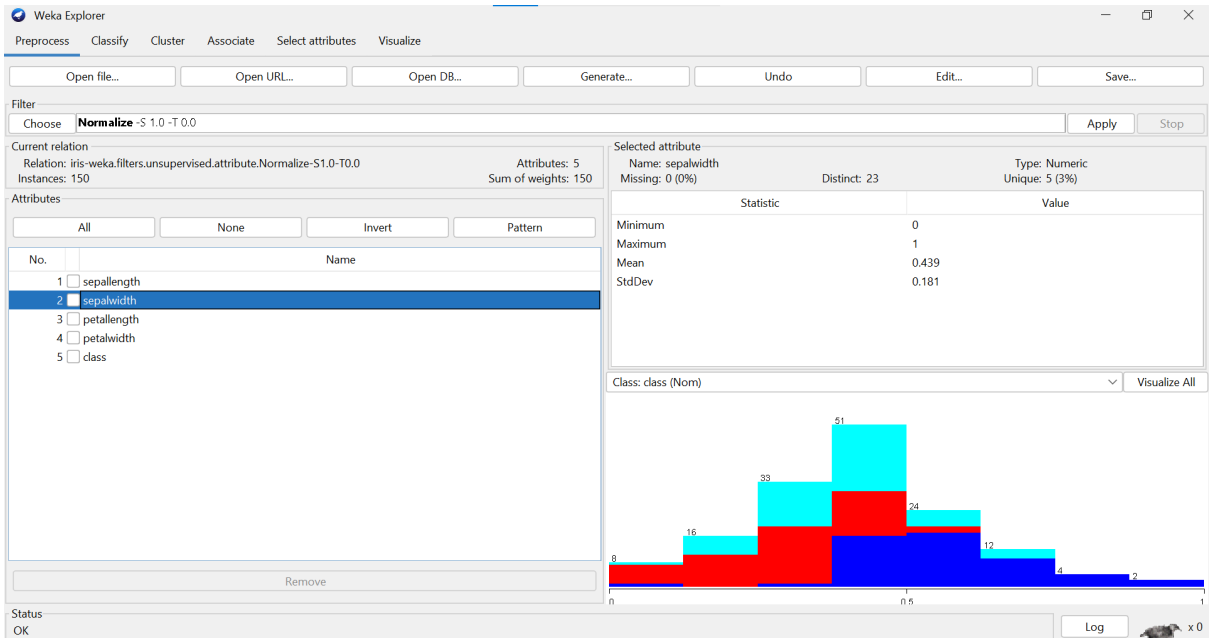 Weka Explorer
Preprocess Classify Cluster Associate Select attributes Visualize
Open file... Open URL... Open DB... Generate... Undo Edit... Save...
Filter
Choose Normalize -S 1.0 -T 0.0 Apply Stop
Current relation
Relation: iris-weka.filters.unsupervised.attribute.Normalize-S1.0-T0.0 Attributes: 5
Instances: 150 Sum of weights: 150
Attributes
All None Invert Pattern
No. Name
1 sepallength
2 sepalwidth
3 petallength
4 petalwidth
5 class
Remove
Selected attribute
Name: sepalwidth Type: Numeric
Missing: 0 (0%) Distinct: 23 Unique: 5 (3%)
Statistic Value
Minimum 0
Maximum 1
Mean 0.439
StdDev 0.181
Class: class (Nom) Visualize All
8 16 33 51 24 12 4 2
0 0.5 1
Status
OK
Log x 0